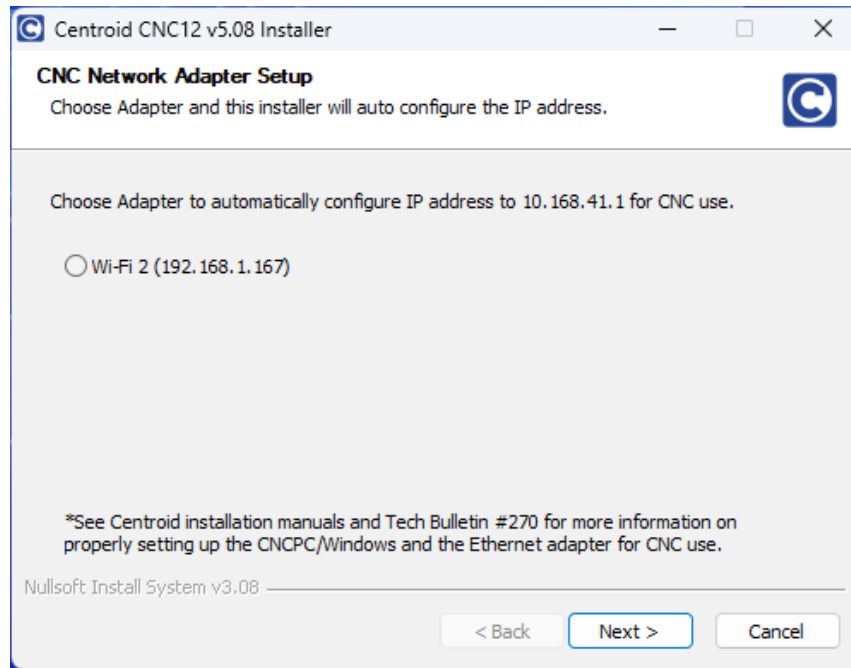 Centroid CNC12 v5.08 Installer
CNC Network Adapter Setup
Choose Adapter and this installer will auto configure the IP address.
Choose Adapter to automatically configure IP address to 10.168.41.1 for CNC use.
Wi-Fi 2 (192.168.1.167)
*See Centroid installation manuals and Tech Bulletin #270 for more information on
properly setting up the CNCPC/Windows and the Ethernet adapter for CNC use.
Nullsoft Install System v3.08
< Back Next > Cancel